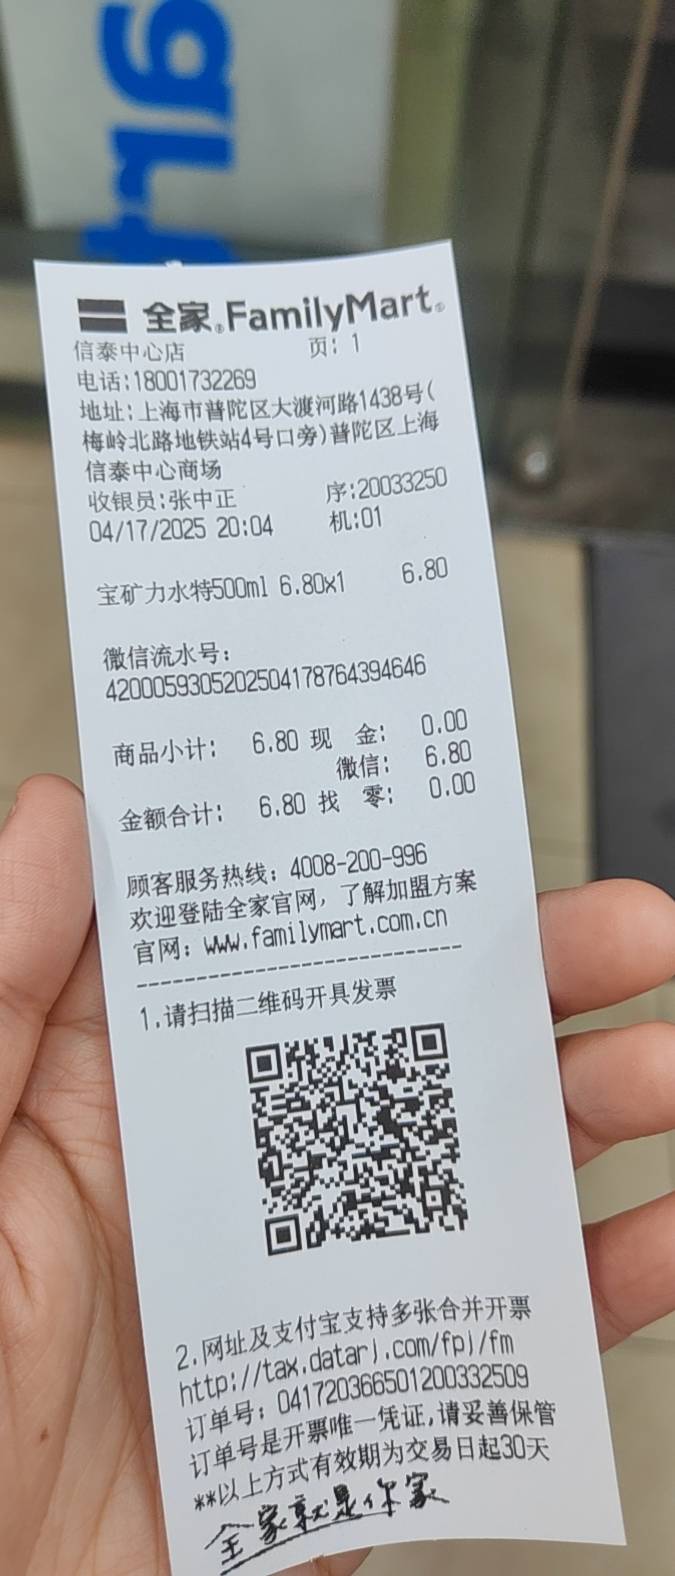 全家®FamilyMart®
信泰中心店 页: 1
电话:18001732269
地址:上海市普陀区大渡河路1438号(
梅岭北路地铁站4号口旁)普陀区上海
信泰中心商场
收银员:张中正 序:20033250
04/17/2025 20:04 机:01
宝矿力水特500ml 6.80x1 6.80
微信流水号:
4200059305202504178764394646
商品小计: 6.80 现 金: 0.00
微信: 6.80
金额合计: 6.80 找 零: 0.00
顾客服务热线: 4008-200-996
欢迎登陆全家官网,了解加盟方案
官网: www.familymart.com.cn
1.请扫描二维码开具发票
2.网址及支付宝支持多张合并开票
http://tax.datarj.com/fpj/fm
订单号: 041720366501200332509
订单号是开票唯一凭证,请妥善保管
**以上方式有效期为交易日起30天
全家就是你家